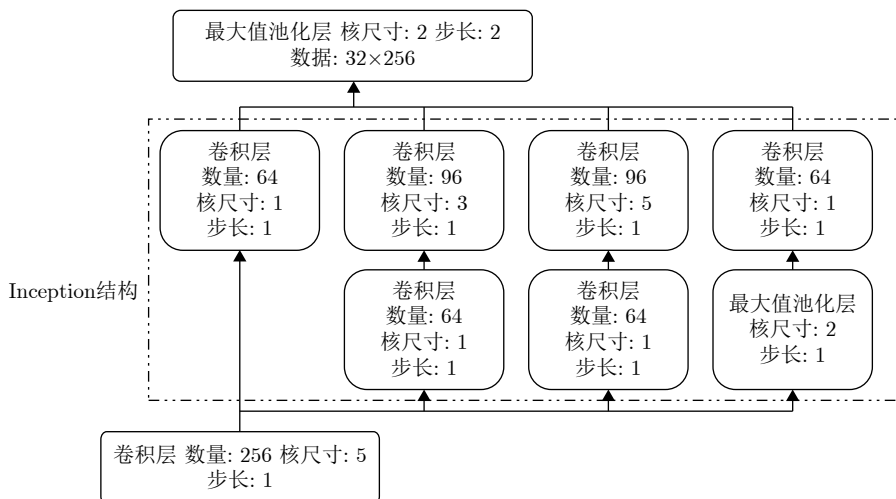 最大值池化层 核尺寸: 2 步长: 2
数据: 32×256
卷积层
数量: 64
核尺寸: 1
步长: 1
卷积层
数量: 96
核尺寸: 3
步长: 1
卷积层
数量: 96
核尺寸: 5
步长: 1
卷积层
数量: 64
核尺寸: 1
步长: 1
Inception结构
卷积层
数量: 64
核尺寸: 1
步长: 1
卷积层
数量: 64
核尺寸: 1
步长: 1
最大值池化层
核尺寸: 2
步长: 1
卷积层 数量: 256 核尺寸: 5
步长: 1